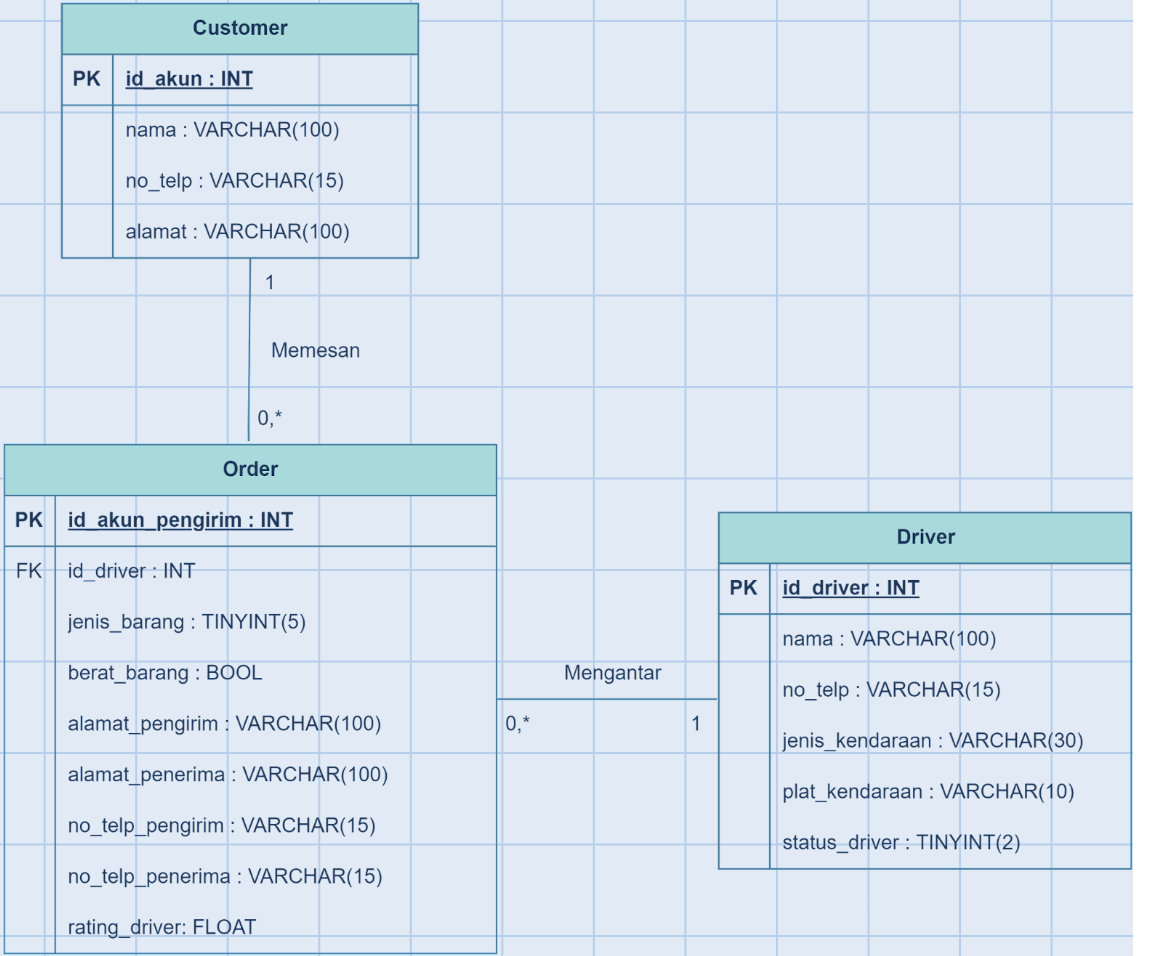 Customer
PK id_akun : INT
nama : VARCHAR(100)
no_telp : VARCHAR(15)
alamat : VARCHAR(100)
1
Memesan
0,*
Order
PK id_akun_pengirim : INT
FK id_driver : INT
jenis_barang : TINYINT(5)
berat_barang : BOOL
alamat_pengirim : VARCHAR(100)
alamat_penerima : VARCHAR(100)
no_telp_pengirim : VARCHAR(15)
no_telp_penerima : VARCHAR(15)
rating_driver: FLOAT
Mengantar
0,* 1
Driver
PK id_driver : INT
nama : VARCHAR(100)
no_telp : VARCHAR(15)
jenis_kendaraan : VARCHAR(30)
plat_kendaraan : VARCHAR(10)
status_driver : TINYINT(2)